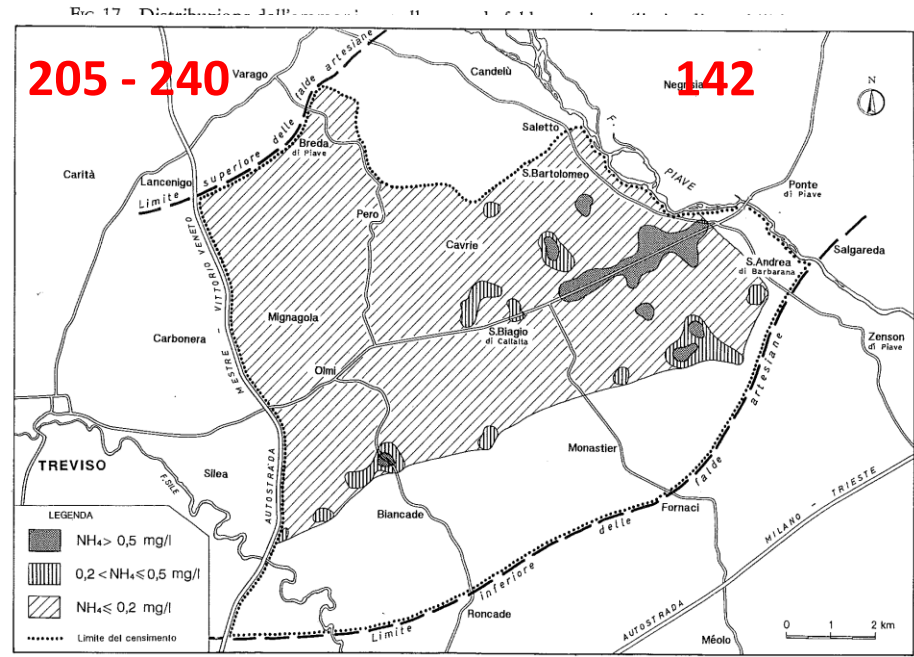 FIG. 17
205 - 240
142
Varago
Candelù
Negrisia
N
falde artesiane
Saletto
F. PIAVE
Breda
di Piave
Limite superiore delle
Carità
Lancenigo
S.Bartolomeo
Ponte
di Piave
Pero
Cavrie
Salgareda
S.Andrea
di Barbarana
MESTRE - VITTORIO VENETO
Mignagola
Carbonera
S.Biagio
di Callalta
Zenson
di Piave
Olmi
artesiane
TREVISO
Silea
F. SILE
AUTOSTRADA
Monastier
falde
Biancade
Fornaci
MILANO - TRIESTE
LEGENDA
NH₄> 0,5 mg/l
0,2 < NH₄≤ 0,5 mg/l
NH₄≤ 0,2 mg/l
Limite del censimento
delle
inferiore
Limite
Roncade
AUTOSTRADA
Méolo
0 1 2 km